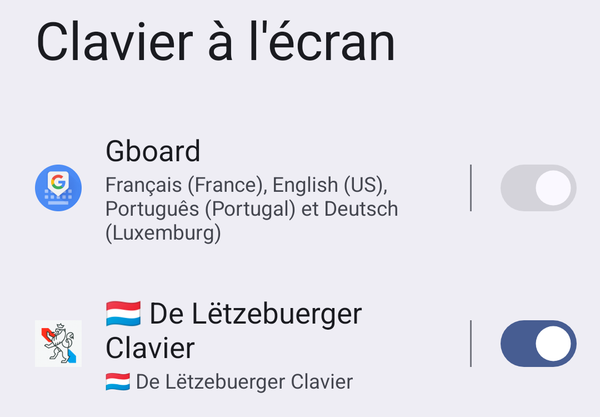 Clavier à l'écran
Gboard
Français (France), English (US),
Português (Portugal) et Deutsch
(Luxemburg)
🇱🇺 De Lëtzebuerger
Clavier
🇱🇺 De Lëtzebuerger Clavier